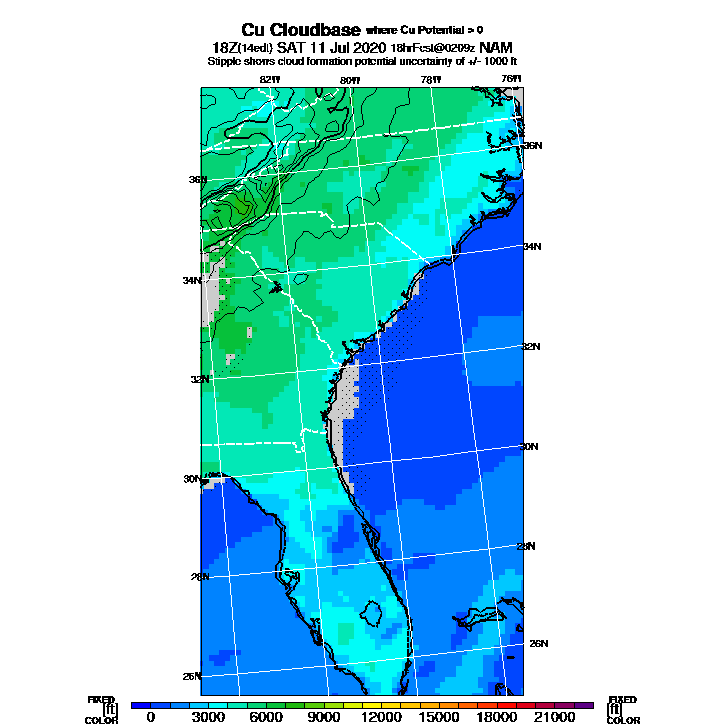 Cu Cloudbase where Cu Potential > 0
18Z(14edt) SAT 11 Jul 2020 18hrFcst@0209z NAM
Stipple shows cloud formation potential uncertainty of +/- 1000 ft
82W 80W 78W 76W
36N
36N
34N
34N
32N
32N
30N
30N
28N
28N
26N
26N
FIXED FIXED
[ft] [ft]
COLOR 0 3000 6000 9000 12000 15000 18000 21000 COLOR